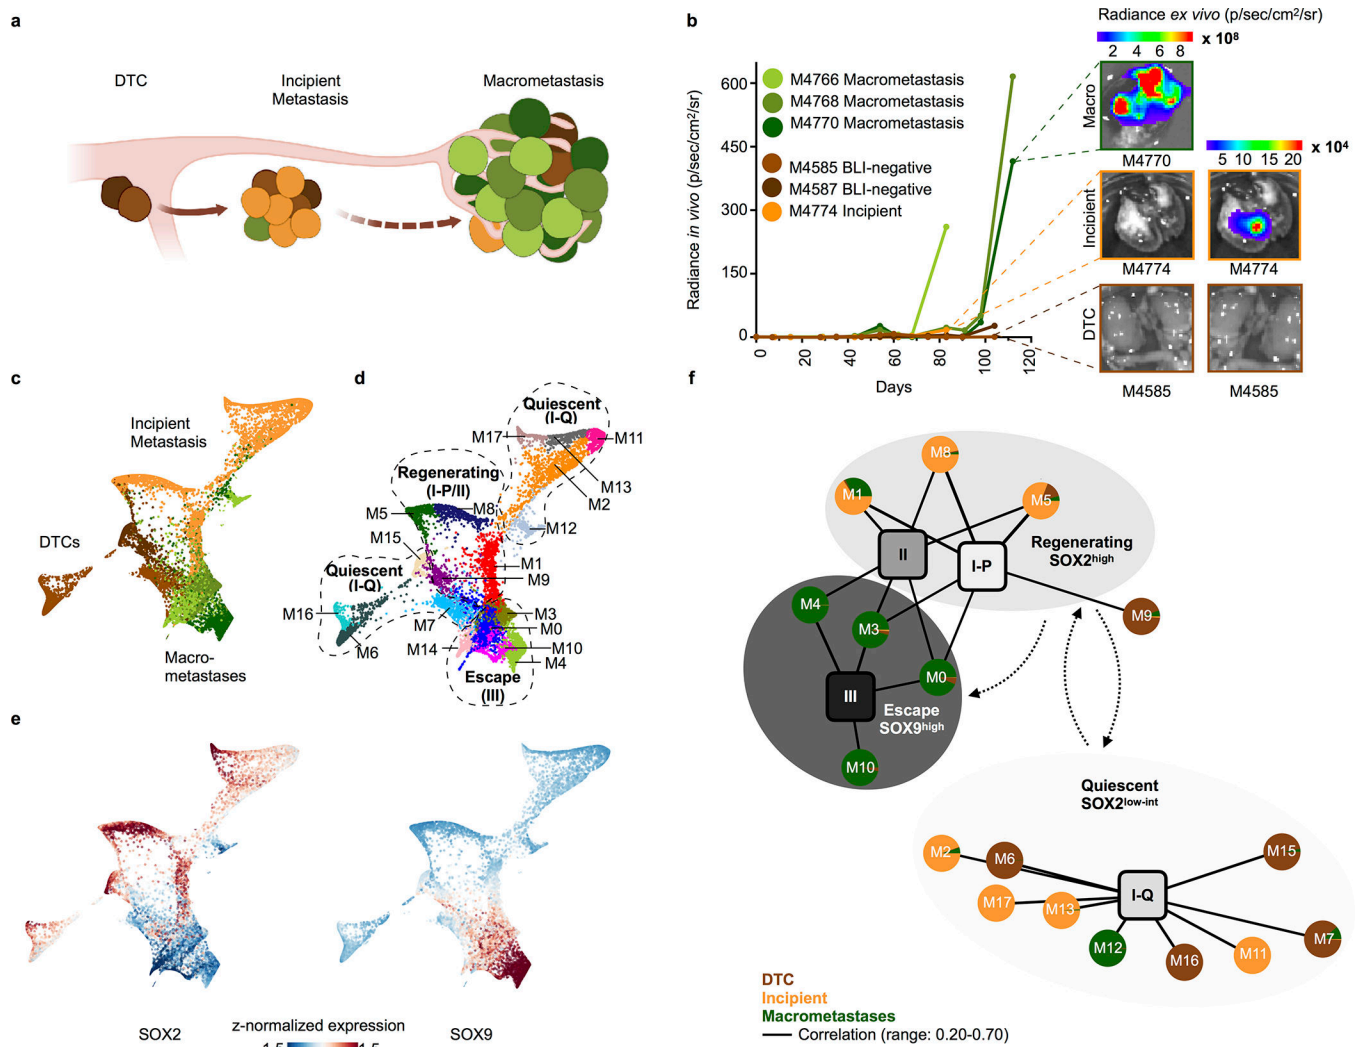 a
DTC
Incipient
Metastasis
Macrometastasis
b
Radiance ex vivo (p/sec/cm²/sr)
x 10⁸
2 4 6 8
Radiance in vivo (p/sec/cm²/sr)
600
450
300
150
0
0 20 40 60 80 100 120
Days
M4766 Macrometastasis
M4768 Macrometastasis
M4770 Macrometastasis
M4585 BLI-negative
M4587 BLI-negative
M4774 Incipient
Macro
M4770
x 10⁴
5 10 15 20
Incipient
M4774
M4774
DTC
M4585
M4585
c
Incipient
Metastasis
DTCs
Macro-
metastases
d
Quiescent
(I-Q)
M17
M11
M13
M2
M12
Regenerating
(I-P/II)
M8
M5
M15
M1
M9
Quiescent
(I-Q)
M16
M6
M7
M3
M0
M14
M10
M4
Escape
(III)
e
SOX2
z-normalized expression
-1.5 1.5
SOX9
f
M8
M1
M5
II
I-P
Regenerating
SOX2high
M4
M3
M9
M0
III
Escape
SOX9high
M10
Quiescent
SOX2low-int
M2
M6
M15
M17
M13
I-Q
M12
M16
M11
M7
DTC
Incipient
Macrometastases
Correlation (range: 0.20-0.70)